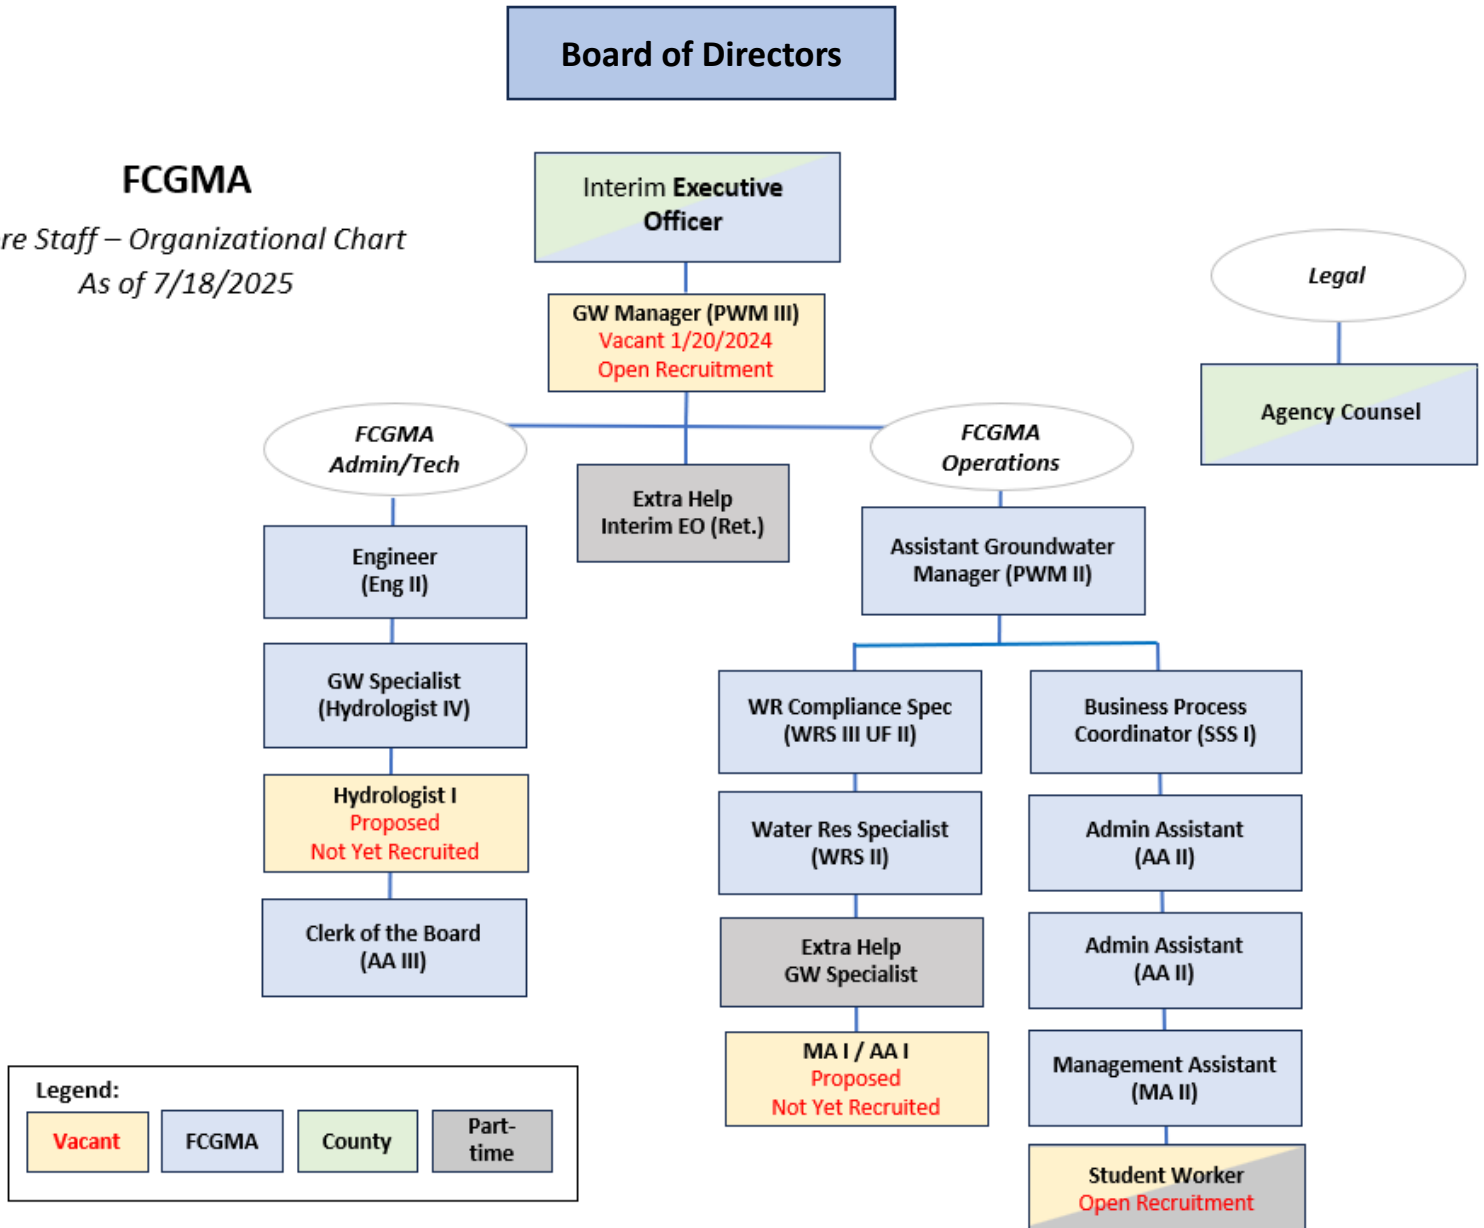 Board of Directors
FCGMA
re Staff – Organizational Chart
As of 7/18/2025
Interim Executive
Officer
GW Manager (PWM III)
Vacant 1/20/2024
Open Recruitment
Legal
Agency Counsel
FCGMA
Admin/Tech
Extra Help
Interim EO (Ret.)
FCGMA
Operations
Engineer
(Eng II)
GW Specialist
(Hydrologist IV)
Hydrologist I
Proposed
Not Yet Recruited
Clerk of the Board
(AA III)
Assistant Groundwater
Manager (PWM II)
WR Compliance Spec
(WRS III UF II)
Water Res Specialist
(WRS II)
Extra Help
GW Specialist
MA I / AA I
Proposed
Not Yet Recruited
Business Process
Coordinator (SSS I)
Admin Assistant
(AA II)
Admin Assistant
(AA II)
Management Assistant
(MA II)
Student Worker
Open Recruitment
Legend:
Vacant
FCGMA
County
Part-
time